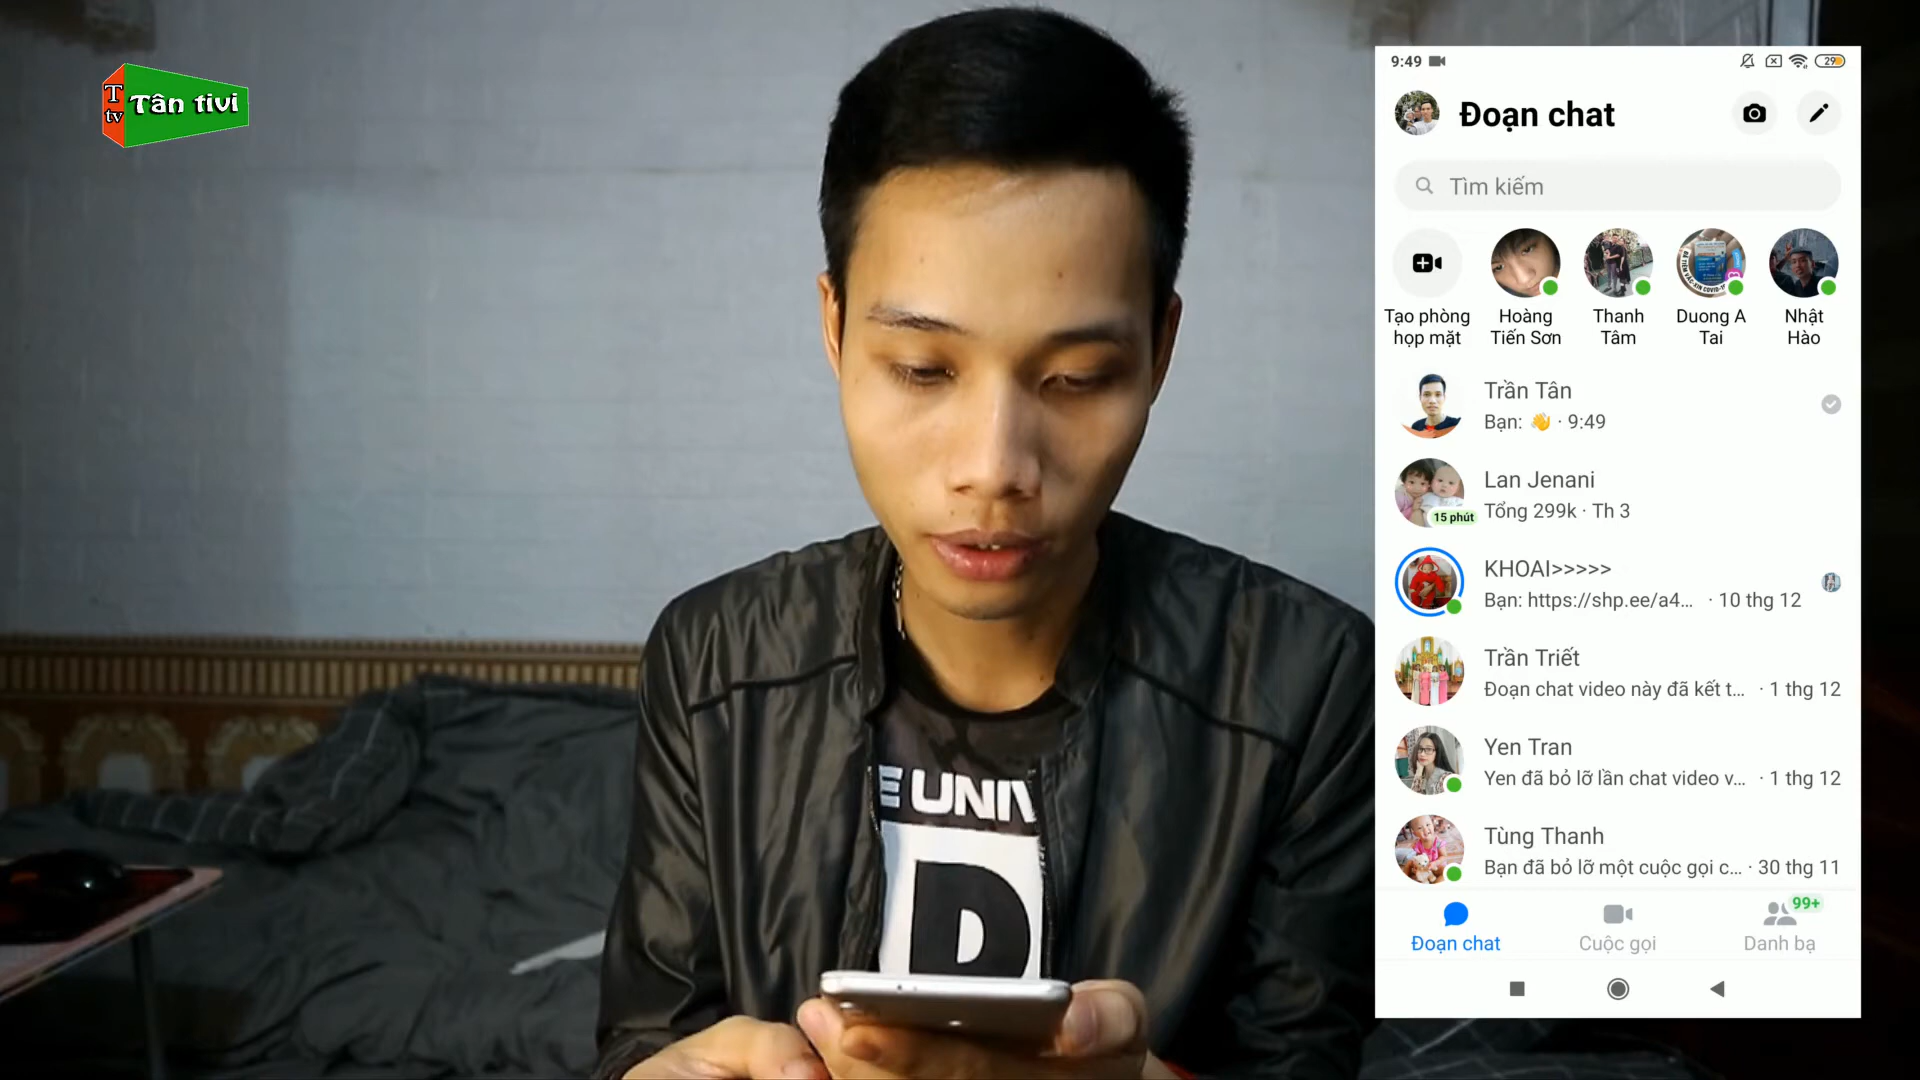 T
tv
Tân tivi
E UNIV
D
9:49
29
Đoạn chat
Tìm kiếm
Tạo phòng
họp mặt
Hoàng
Tiến Sơn
Thanh
Tâm
Duong A
Tai
Nhật
Hào
Trần Tân
Bạn: 👋 · 9:49
Lan Jenani
15 phút
Tổng 299k · Th 3
KHOAI>>>>>
Bạn: https://shp.ee/a4... · 10 thg 12
Trần Triết
Đoạn chat video này đã kết t... · 1 thg 12
Yen Tran
Yen đã bỏ lỡ lần chat video v... · 1 thg 12
Tùng Thanh
Bạn đã bỏ lỡ một cuộc gọi c... · 30 thg 11
99+
Đoạn chat
Cuộc gọi
Danh bạ